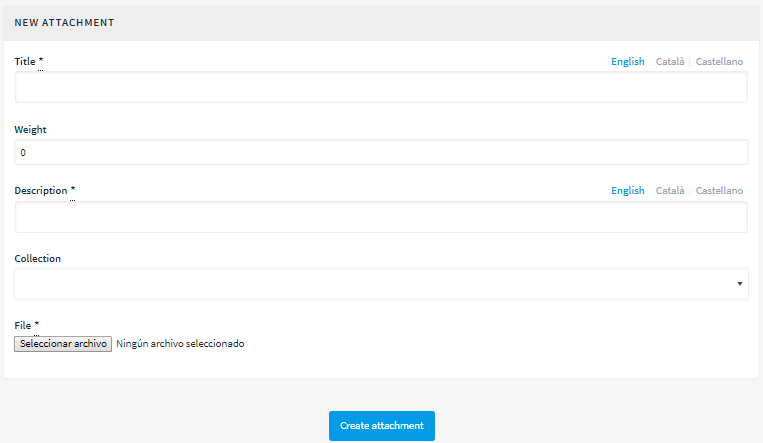 NEW ATTACHMENT
Title * English Català Castellano
Weight
0
Description * English Català Castellano
Collection
File *
Seleccionar archivo Ningún archivo seleccionado
Create attachment